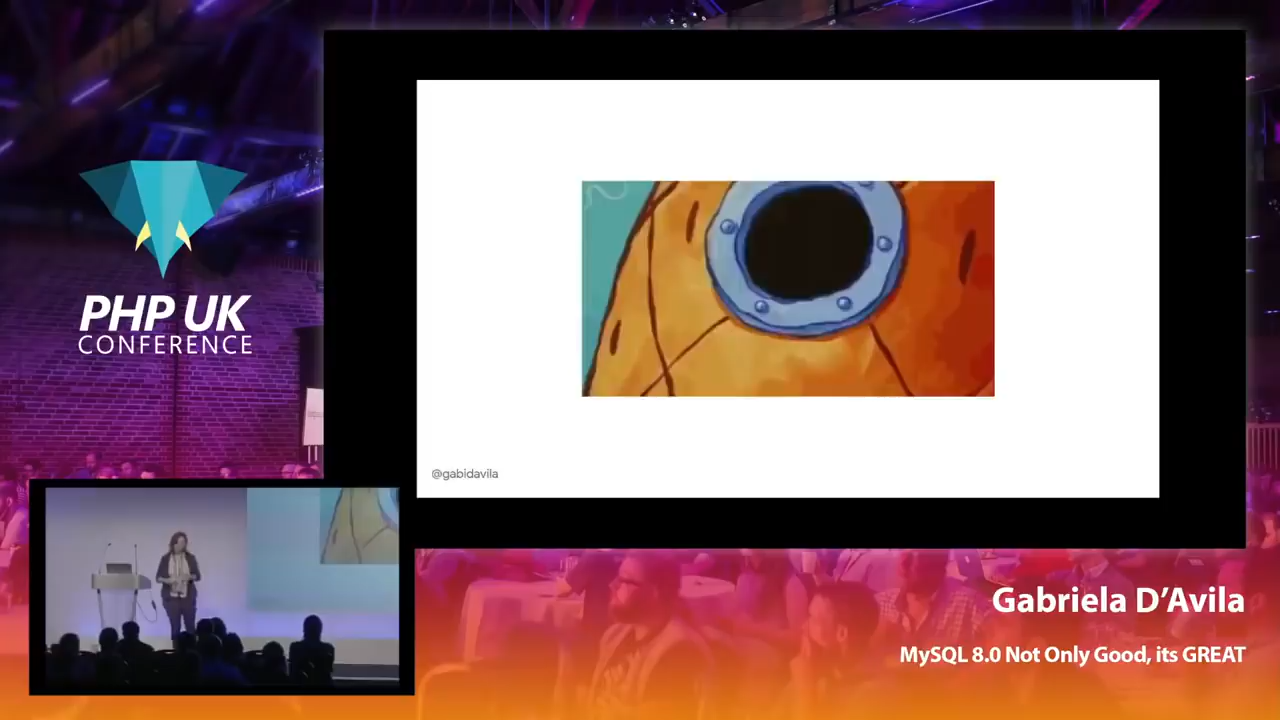 PHP UK
CONFERENCE
@gabidavila
Gabriela D’Avila
MySQL 8.0 Not Only Good, its GREAT